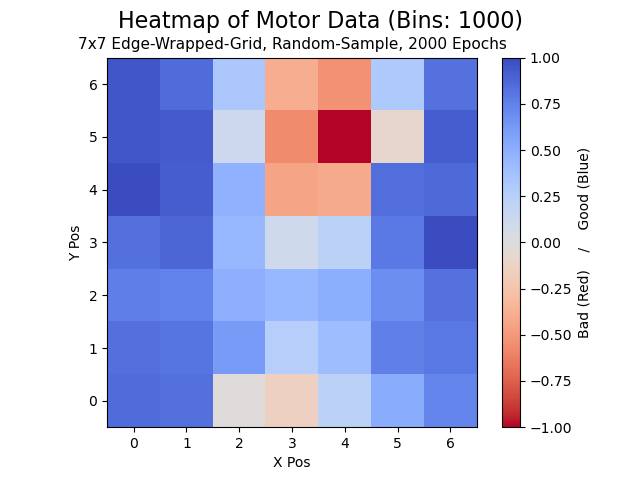 Heatmap of Motor Data (Bins: 1000)
7x7 Edge-Wrapped-Grid, Random-Sample, 2000 Epochs
6
5
4
3
2
1
0
Y Pos
0 1 2 3 4 5 6
X Pos
1.00
0.75
0.50
0.25
0.00
−0.25
−0.50
−0.75
−1.00
Bad (Red) / Good (Blue)